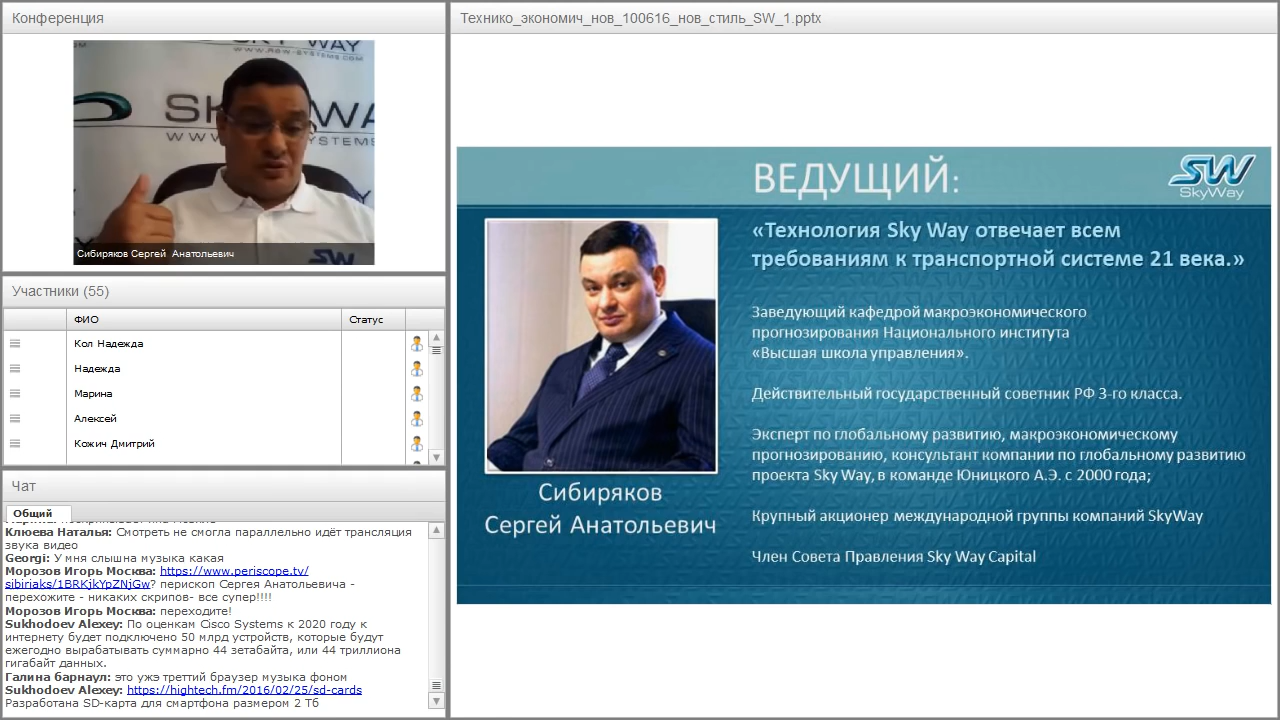 Конференция
SKY WAY
WWW.RSW-SYSTEMS.COM
Сибиряков Сергей Анатольевич
Участники (55)
ФИО Статус
Кол Надежда
Надежда
Марина
Алексей
Кожич Дмитрий
Чат
Общий
Клюева Наталья: Смотреть не смогла параллельно идёт трансляция
звука видео
Georgi: У мня слышна музыка какая
Морозов Игорь Москва: https://www.periscope.tv/
sibiriaks/1BRKjkYpZNjGw? перископ Сергея Анатольевича -
перехожите - никаких скрипов- все супер!!!!
Морозов Игорь Москва: переходите!
Sukhodoev Alexey: По оценкам Cisco Systems к 2020 году к
интернету будет подключено 50 млрд устройств, которые будут
ежегодно вырабатывать суммарно 44 зетабайта, или 44 триллиона
гигабайт данных.
Галина барнаул: это ужэ треттий браузер музыка фоном
Sukhodoev Alexey: https://hightech.fm/2016/02/25/sd-cards
Разработана SD-карта для смартфона размером 2 Тб
Технико_экономич_нов_100616_нов_стиль_SW_1.pptx
ВЕДУЩИЙ:
SW
SkyWay
«Технология Sky Way отвечает всем
требованиям к транспортной системе 21 века.»
Заведующий кафедрой макроэкономического
прогнозирования Национального института
«Высшая школа управления».
Действительный государственный советник РФ 3-го класса.
Эксперт по глобальному развитию, макроэкономическому
прогнозированию, консультант компании по глобальному развитию
проекта Sky Way, в команде Юницкого А.Э. с 2000 года;
Крупный акционер международной группы компаний SkyWay
Член Совета Правления Sky Way Capital
Сибиряков
Сергей Анатольевич